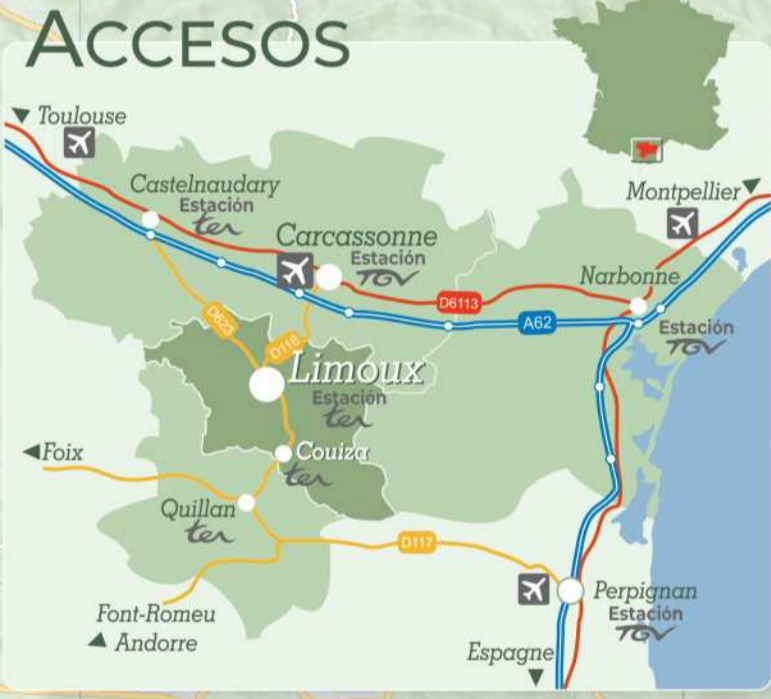 ACCESOS
Toulouse
Castelnaudary
Estación
ter
Carcassonne
Estación
TGV
Montpellier
Narbonne
Estación
TGV
D6113
A62
D623
D118
Limoux
Estación
ter
Couiza
ter
Foix
Quillan
ter
D117
Font-Romeu
Andorre
Perpignan
Estación
TGV
Espagne